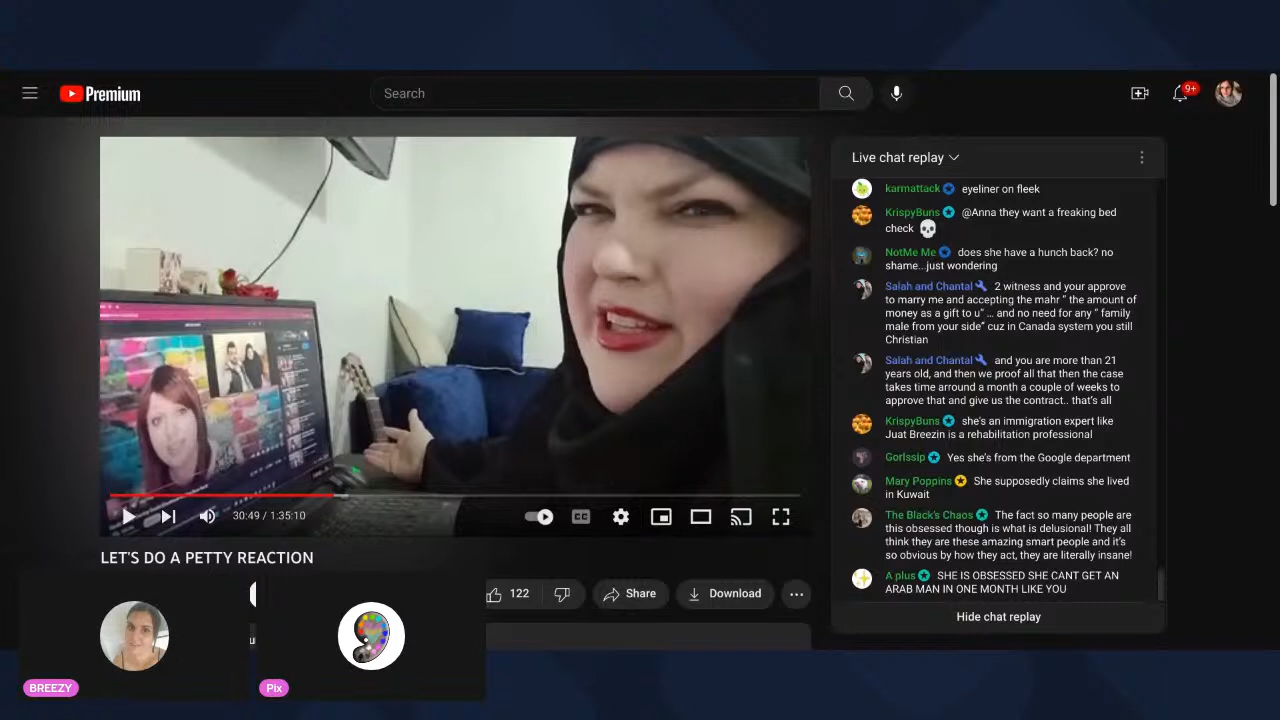 Premium
Search
9+
Live chat replay
karmattack eyeliner on fleek
KrispyBuns @Anna they want a freaking bed
check
NotMe Me does she have a hunch back? no
shame...just wondering
Salah and Chantal 2 witness and your approve
to marry me and accepting the mahr " the amount of
money as a gift to u" ... and no need for any " family
male from your side" cuz in Canada system you still
Christian
Salah and Chantal and you are more than 21
years old, and then we proof all that then the case
takes time arround a month a couple of weeks to
approve that and give us the contract.. that's all
KrispyBuns she's an immigration expert like
Juat Breezin is a rehabilitation professional
Gorlssip Yes she's from the Google department
Mary Poppins She supposedly claims she lived
in Kuwait
The Black's Chaos The fact so many people are
this obsessed though is what is delusional! They all
think they are these amazing smart people and it's
so obvious by how they act, they are literally insane!
A plus SHE IS OBSESSED SHE CANT GET AN
ARAB MAN IN ONE MONTH LIKE YOU
Hide chat replay
30:49 / 1:35:10
CC
LET'S DO A PETTY REACTION
122
Share
Download
BREEZY
Pix